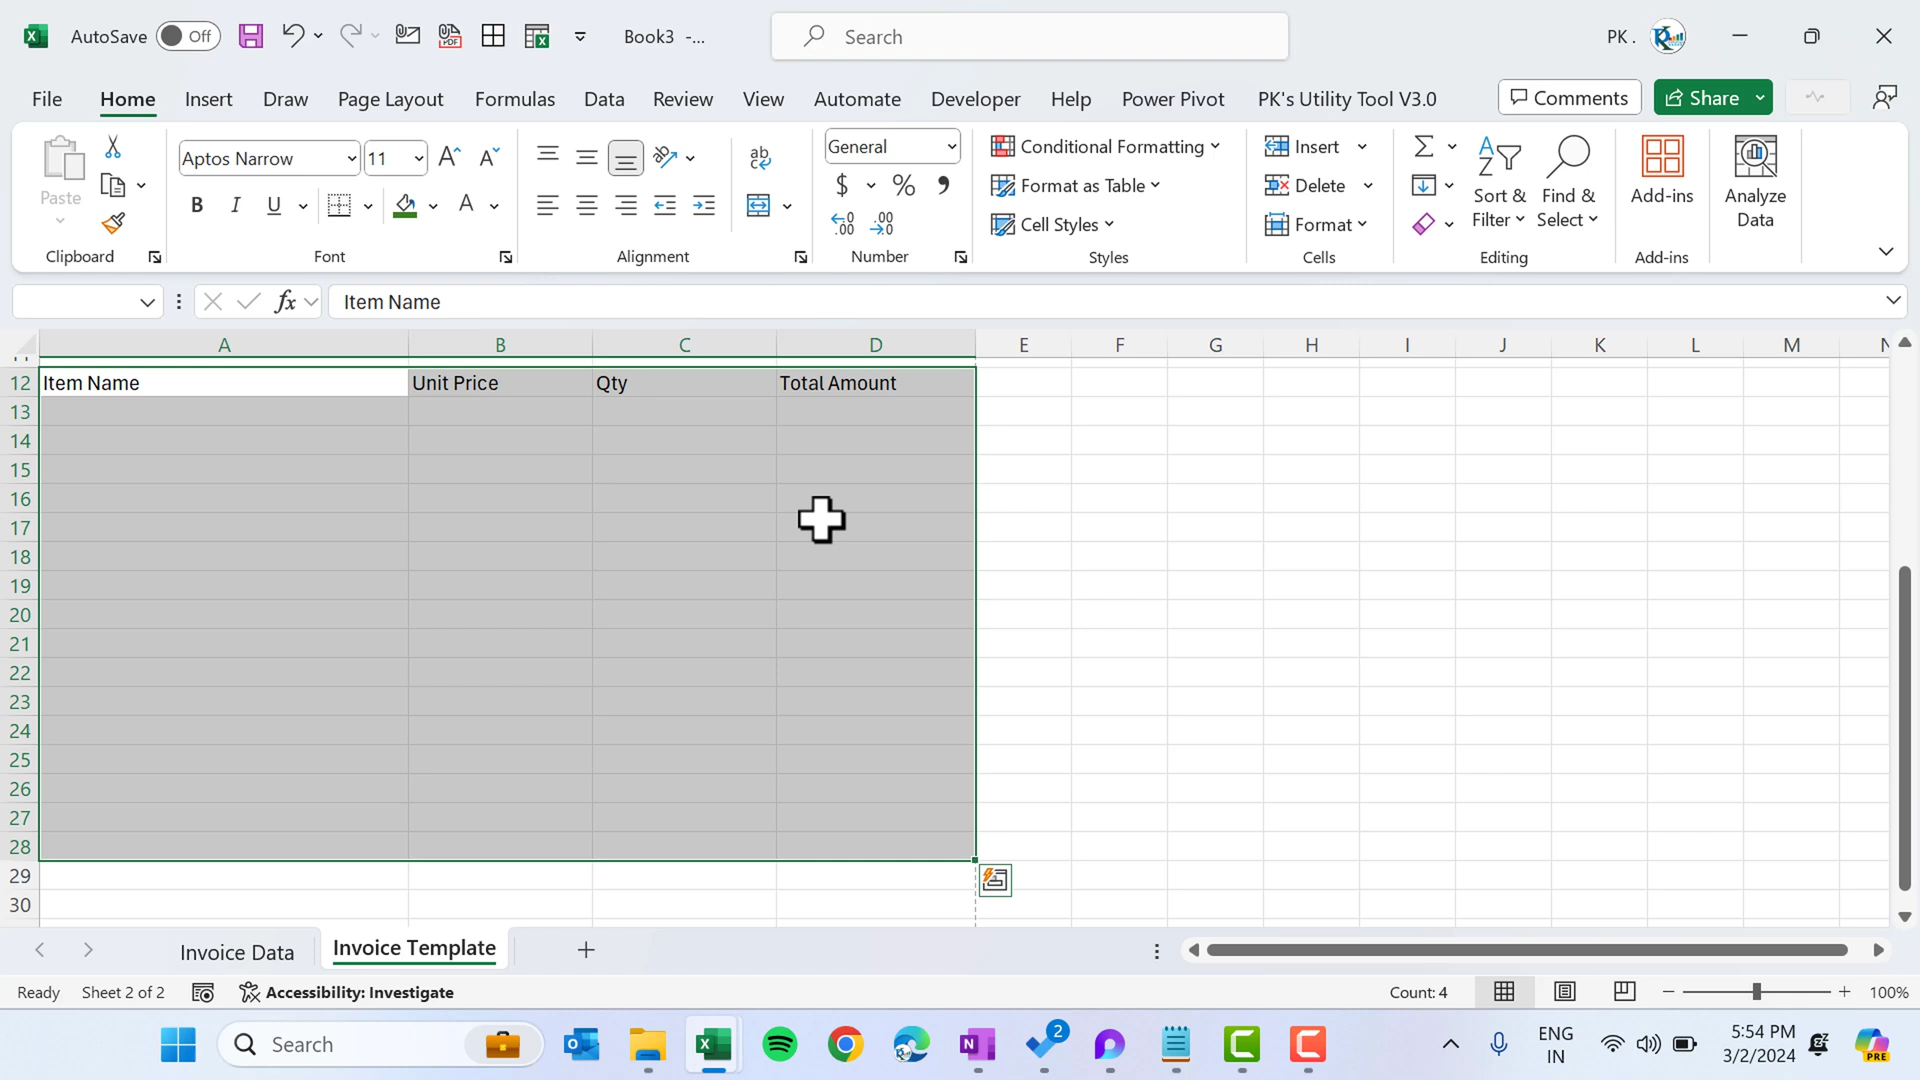 AutoSave Off Book3 -... Search PK .
File Home Insert Draw Page Layout Formulas Data Review View Automate Developer Help Power Pivot PK's Utility Tool V3.0 Comments Share
Paste
Clipboard
Aptos Narrow 11 A A
B I U A
Font
ab
Alignment
General
$ % ,
Number
Conditional Formatting
Format as Table
Cell Styles
Styles
Insert
Delete
Format
Cells
Sort & Filter
Find & Select
Editing
Add-ins
Add-ins
Analyze Data
fx Item Name
A B C D E F G H I J K L M
12 Item Name Unit Price Qty Total Amount
13
14
15
16
17
18
19
20
21
22
23
24
25
26
27
28
29
30
Invoice Data Invoice Template
Ready Sheet 2 of 2 Accessibility: Investigate Count: 4 100%
Search 2 ENG IN 5:54 PM 3/2/2024 PRE